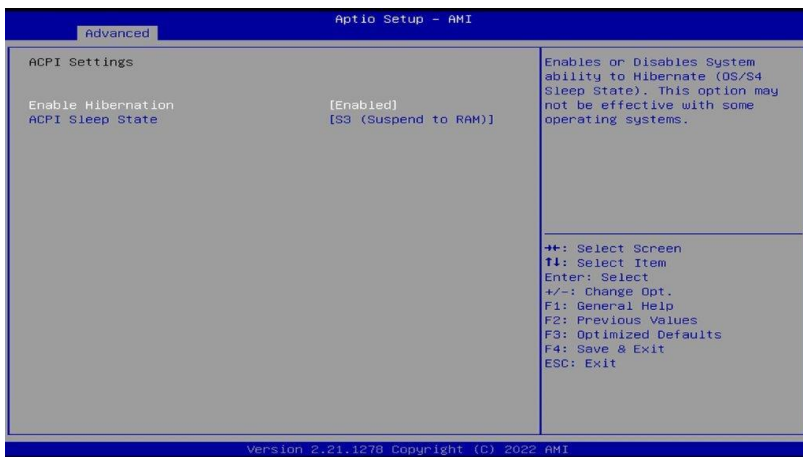 Aptio Setup - AMI
Advanced
ACPI Settings
Enable Hibernation [Enabled]
ACPI Sleep State [S3 (Suspend to RAM)]
Enables or Disables System
ability to Hibernate (OS/S4
Sleep State). This option may
not be effective with some
operating systems.
→←: Select Screen
↑↓: Select Item
Enter: Select
+/-: Change Opt.
F1: General Help
F2: Previous Values
F3: Optimized Defaults
F4: Save & Exit
ESC: Exit
Version 2.21.1278 Copyright (C) 2022 AMI